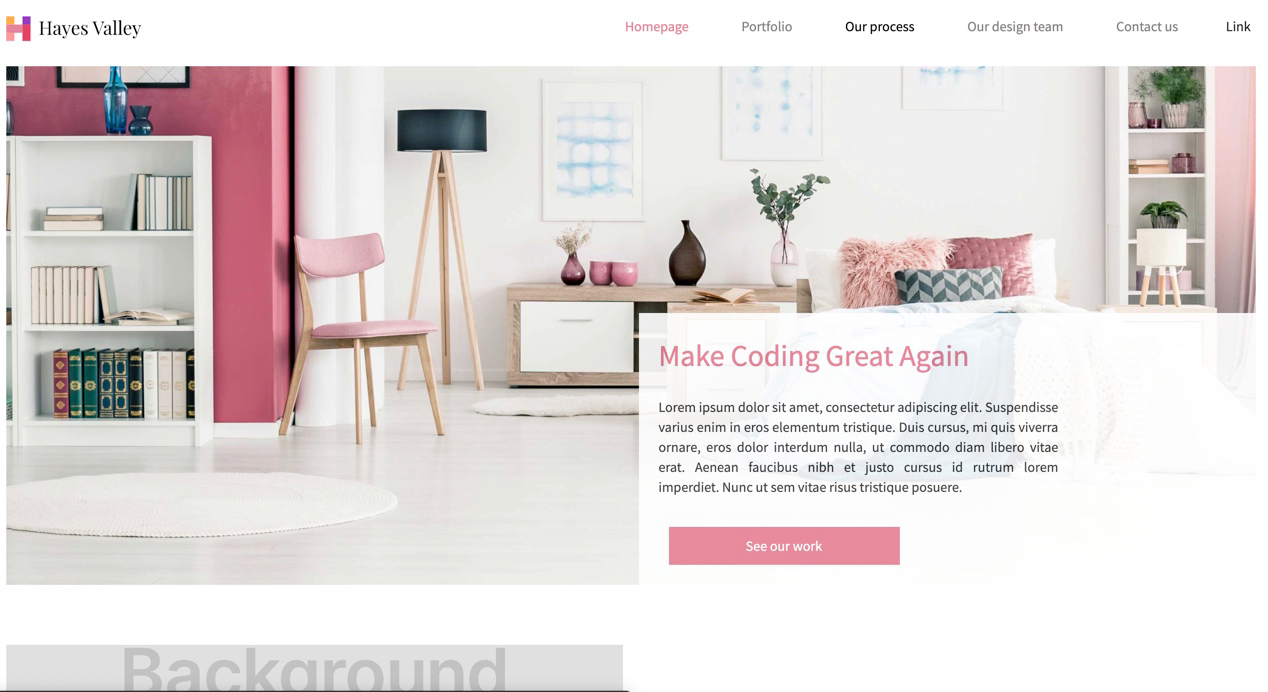 Hayes Valley
Homepage
Portfolio
Our process
Our design team
Contact us
Link
Make Coding Great Again
Lorem ipsum dolor sit amet, consectetur adipiscing elit. Suspendisse
varius enim in eros elementum tristique. Duis cursus, mi quis viverra
ornare, eros dolor interdum nulla, ut commodo diam libero vitae
erat. Aenean faucibus nibh et justo cursus id rutrum lorem
imperdiet. Nunc ut sem vitae risus tristique posuere.
See our work
Background